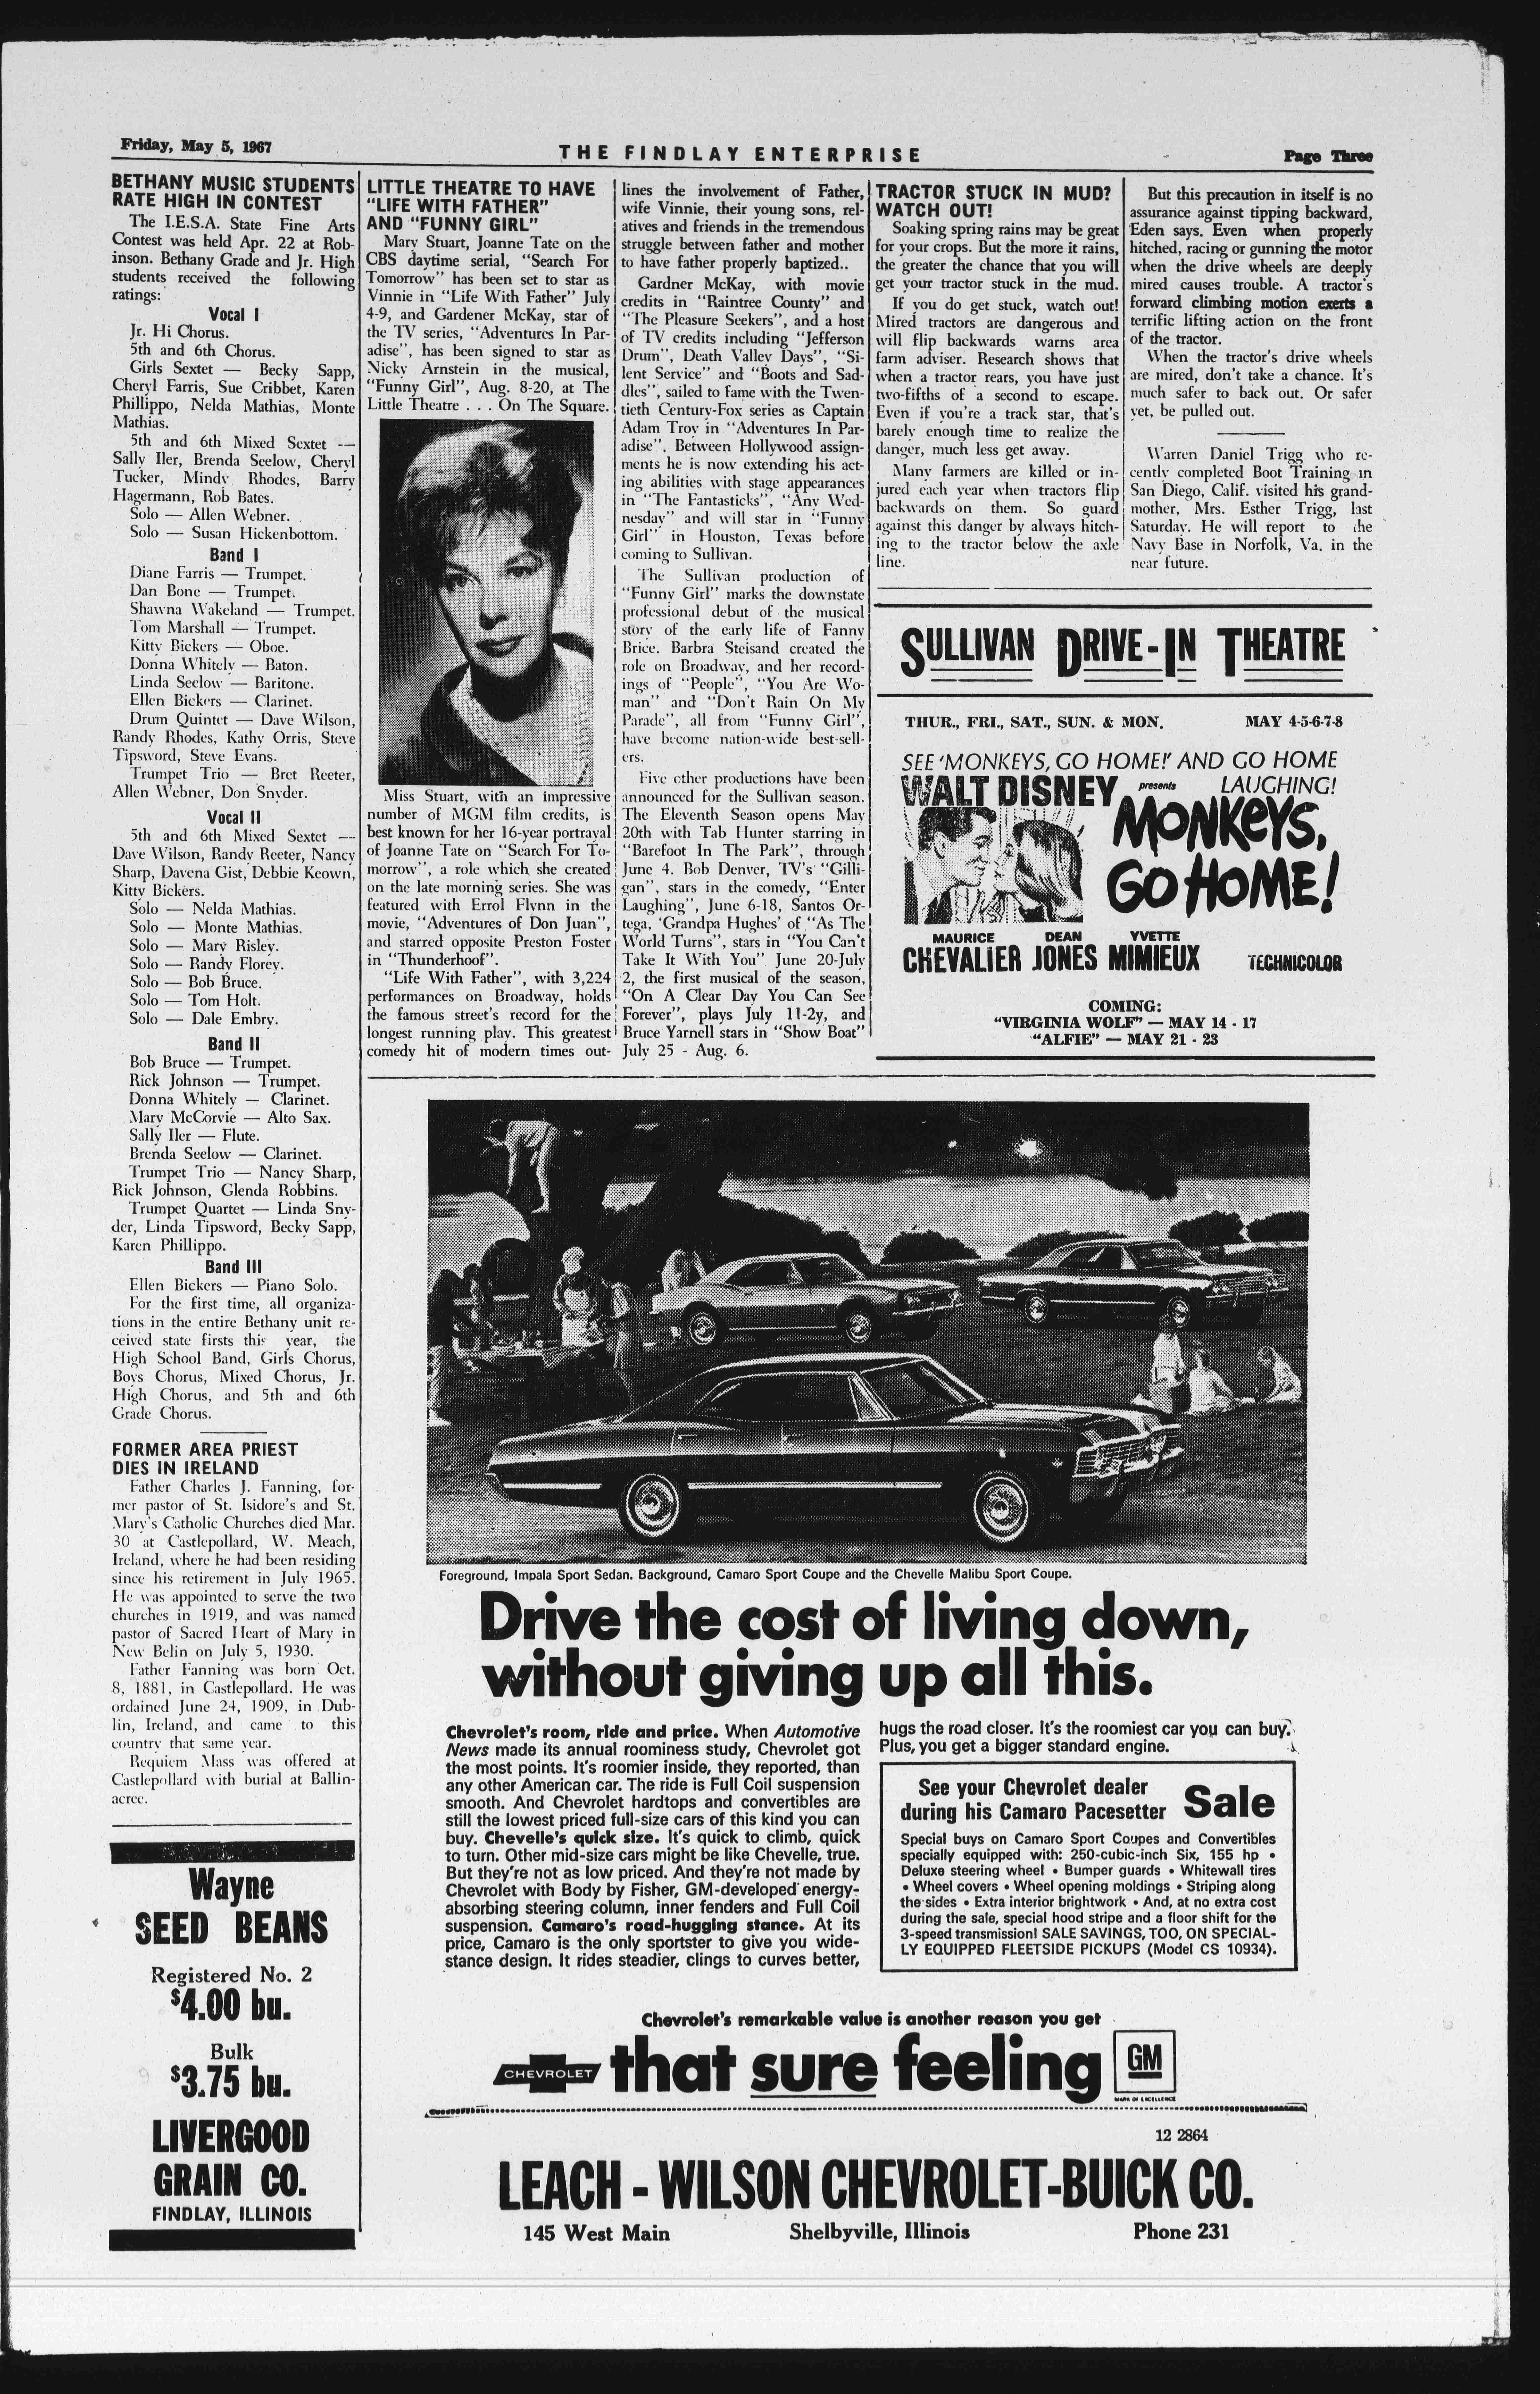 Friday, May 5, 1967
THE FINDLAY ENTERPRISE
Page Three
BETHANY MUSIC STUDENTS
RATE HIGH IN CONTEST
The I.E.S.A. State Fine Arts
Contest was held Apr. 22 at Rob-
inson. Bethany Grade and Jr. High
students received the following
ratings:
Vocal I
Jr. Hi Chorus.
5th and 6th Chorus.
Girls Sextet — Becky Sapp,
Cheryl Farris, Sue Cribbet, Karen
Phillippo, Nelda Mathias, Monte
Mathias.
5th and 6th Mixed Sextet —
Sally Iler, Brenda Seelow, Cheryl
Tucker, Mindy Rhodes, Barry
Hagermann, Rob Bates.
Solo — Allen Webner.
Solo — Susan Hickenbottom.
Band I
Diane Farris — Trumpet.
Dan Bone — Trumpet.
Shawna Wakeland — Trumpet.
Tom Marshall — Trumpet.
Kitty Bickers — Oboe.
Donna Whitely — Baton.
Linda Seelow — Baritone.
Ellen Bickers — Clarinet.
Drum Quintet — Dave Wilson,
Randy Rhodes, Kathy Orris, Steve
Tipsword, Steve Evans.
Trumpet Trio — Bret Reeter,
Allen Webner, Don Snyder.
Vocal II
5th and 6th Mixed Sextet —
Dave Wilson, Randy Reeter, Nancy
Sharp, Davena Gist, Debbie Keown,
Kitty Bickers.
Solo — Nelda Mathias.
Solo — Monte Mathias.
Solo — Mary Risley.
Solo — Randy Florey.
Solo — Bob Bruce.
Solo — Tom Holt.
Solo — Dale Embry.
Band II
Bob Bruce — Trumpet.
Rick Johnson — Trumpet.
Donna Whitely — Clarinet.
Mary McCorvie — Alto Sax.
Sally Iler — Flute.
Brenda Seelow — Clarinet.
Trumpet Trio — Nancy Sharp,
Rick Johnson, Glenda Robbins.
Trumpet Quartet — Linda Sny-
der, Linda Tipsword, Becky Sapp,
Karen Phillippo.
Band III
Ellen Bickers — Piano Solo.
For the first time, all organiza-
tions in the entire Bethany unit re-
ceived state firsts this year, the
High School Band, Girls Chorus,
Boys Chorus, Mixed Chorus, Jr.
High Chorus, and 5th and 6th
Grade Chorus.
FORMER AREA PRIEST
DIES IN IRELAND
Father Charles J. Fanning, for-
mer pastor of St. Isidore's and St.
Mary's Catholic Churches died Mar.
30 at Castlepollard, W. Meach,
Ireland, where he had been residing
since his retirement in July 1965.
He was appointed to serve the two
churches in 1919, and was named
pastor of Sacred Heart of Mary in
New Belin on July 5, 1930.
Father Fanning was born Oct.
8, 1881, in Castlepollard. He was
ordained June 24, 1909, in Dub-
lin, Ireland, and came to this
country that same year.
Requiem Mass was offered at
Castlepollard with burial at Ballin-
acree.
Wayne
SEED BEANS
Registered No. 2
$4.00 bu.
Bulk
$3.75 bu.
LIVERGOOD
GRAIN CO.
FINDLAY, ILLINOIS
LITTLE THEATRE TO HAVE
"LIFE WITH FATHER"
AND "FUNNY GIRL"
Mary Stuart, Joanne Tate on the
CBS daytime serial, "Search For
Tomorrow" has been set to star as
Vinnie in "Life With Father" July
4-9, and Gardener McKay, star of
the TV series, "Adventures In Par-
adise", has been signed to star as
Nicky Arnstein in the musical,
"Funny Girl", Aug. 8-20, at The
Little Theatre . . . On The Square.
Miss Stuart, with an impressive
number of MGM film credits, is
best known for her 16-year portrayal
of Joanne Tate on "Search For To-
morrow", a role which she created
on the late morning series. She was
featured with Errol Flynn in the
movie, "Adventures of Don Juan",
and starred opposite Preston Foster
in "Thunderhoof".
"Life With Father", with 3,224
performances on Broadway, holds
the famous street's record for the
longest running play. This greatest
comedy hit of modern times out-
lines the involvement of Father,
wife Vinnie, their young sons, rel-
atives and friends in the tremendous
struggle between father and mother
to have father properly baptized..
Gardner McKay, with movie
credits in "Raintree County" and
"The Pleasure Seekers", and a host
of TV credits including "Jefferson
Drum", Death Valley Days", "Si-
lent Service" and "Boots and Sad-
dles", sailed to fame with the Twen-
tieth Century-Fox series as Captain
Adam Troy in "Adventures In Par-
adise". Between Hollywood assign-
ments he is now extending his act-
ing abilities with stage appearances
in "The Fantasticks", "Any Wed-
nesday" and will star in "Funny
Girl" in Houston, Texas before
coming to Sullivan.
The Sullivan production of
"Funny Girl" marks the downstate
professional debut of the musical
story of the early life of Fanny
Brice. Barbra Steisand created the
role on Broadway, and her record-
ings of "People", "You Are Wo-
man" and "Don't Rain On My
Parade", all from "Funny Girl",
have become nation-wide best-sell-
ers.
Five other productions have been
announced for the Sullivan season.
The Eleventh Season opens May
20th with Tab Hunter starring in
"Barefoot In The Park", through
June 4. Bob Denver, TV's "Gilli-
gan", stars in the comedy, "Enter
Laughing", June 6-18, Santos Or-
tega, 'Grandpa Hughes' of "As The
World Turns", stars in "You Can't
Take It With You" June 20-July
2, the first musical of the season,
"On A Clear Day You Can See
Forever", plays July 11-2y, and
Bruce Yarnell stars in "Show Boat"
July 25 - Aug. 6.
TRACTOR STUCK IN MUD?
WATCH OUT!
Soaking spring rains may be great
for your crops. But the more it rains,
the greater the chance that you will
get your tractor stuck in the mud.
If you do get stuck, watch out!
Mired tractors are dangerous and
will flip backwards warns area
farm adviser. Research shows that
when a tractor rears, you have just
two-fifths of a second to escape.
Even if you're a track star, that's
barely enough time to realize the
danger, much less get away.
Many farmers are killed or in-
jured each year when tractors flip
backwards on them. So guard
against this danger by always hitch-
ing to the tractor below the axle
line.
But this precaution in itself is no
assurance against tipping backward,
Eden says. Even when properly
hitched, racing or gunning the motor
when the drive wheels are deeply
mired causes trouble. A tractor's
forward climbing motion exerts a
terrific lifting action on the front
of the tractor.
When the tractor's drive wheels
are mired, don't take a chance. It's
much safer to back out. Or safer
yet, be pulled out.
Warren Daniel Trigg who re-
cently completed Boot Training in
San Diego, Calif. visited his grand-
mother, Mrs. Esther Trigg, last
Saturday. He will report to the
Navy Base in Norfolk, Va. in the
near future.
SULLIVAN DRIVE-IN THEATRE
THUR., FRI., SAT., SUN. & MON. MAY 4-5-6-7-8
SEE 'MONKEYS, GO HOME!' AND GO HOME
LAUGHING!
WALT DISNEY presents
MONKEYS,
GO HOME!
MAURICE DEAN YVETTE
CHEVALIER JONES MIMIEUX TECHNICOLOR
COMING:
"VIRGINIA WOLF" — MAY 14 - 17
"ALFIE" — MAY 21 - 23
Foreground, Impala Sport Sedan. Background, Camaro Sport Coupe and the Chevelle Malibu Sport Coupe.
Drive the cost of living down,
without giving up all this.
Chevrolet's room, ride and price. When Automotive
News made its annual roominess study, Chevrolet got
the most points. It's roomier inside, they reported, than
any other American car. The ride is Full Coil suspension
smooth. And Chevrolet hardtops and convertibles are
still the lowest priced full-size cars of this kind you can
buy. Chevelle's quick size. It's quick to climb, quick
to turn. Other mid-size cars might be like Chevelle, true.
But they're not as low priced. And they're not made by
Chevrolet with Body by Fisher, GM-developed energy-
absorbing steering column, inner fenders and Full Coil
suspension. Camaro's road-hugging stance. At its
price, Camaro is the only sportster to give you wide-
stance design. It rides steadier, clings to curves better,
hugs the road closer. It's the roomiest car you can buy.
Plus, you get a bigger standard engine.
See your Chevrolet dealer
during his Camaro Pacesetter Sale
Special buys on Camaro Sport Coupes and Convertibles
specially equipped with: 250-cubic-inch Six, 155 hp •
Deluxe steering wheel • Bumper guards • Whitewall tires
• Wheel covers • Wheel opening moldings • Striping along
the sides • Extra interior brightwork • And, at no extra cost
during the sale, special hood stripe and a floor shift for the
3-speed transmission! SALE SAVINGS, TOO, ON SPECIAL-
LY EQUIPPED FLEETSIDE PICKUPS (Model CS 10934).
Chevrolet's remarkable value is another reason you get
CHEVROLET that sure feeling GM
MARK OF EXCELLENCE
12 2864
LEACH - WILSON CHEVROLET-BUICK CO.
145 West Main Shelbyville, Illinois Phone 231